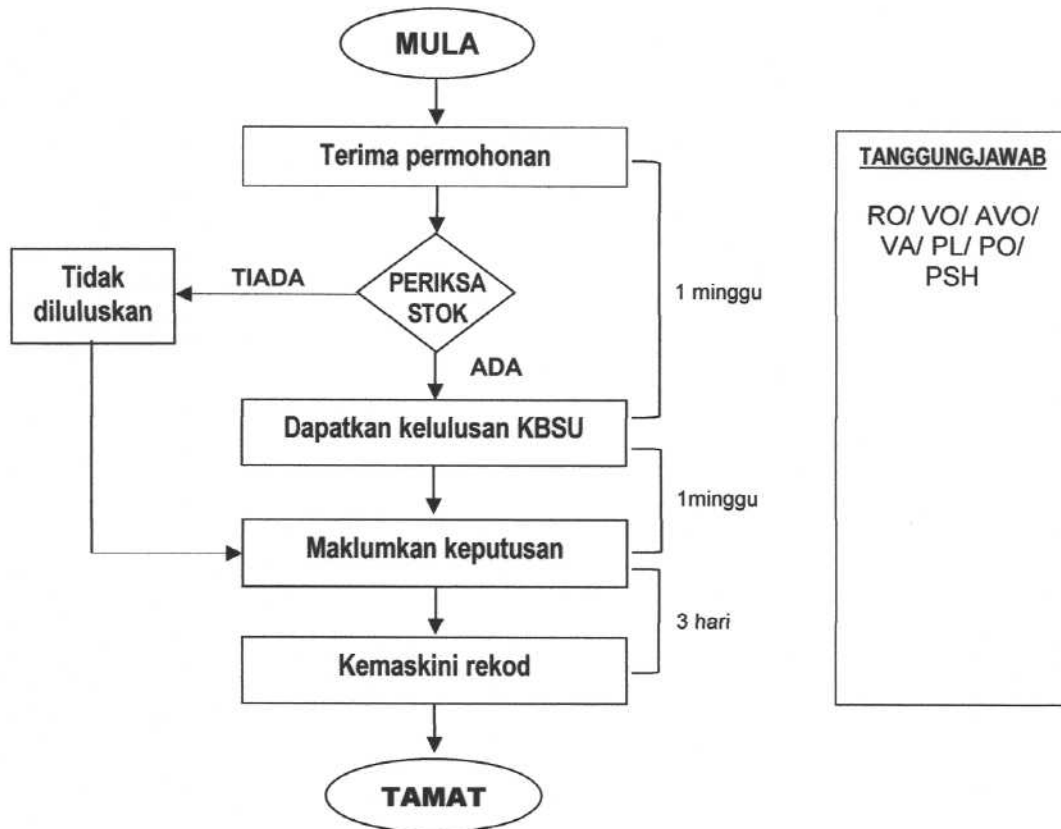 MULA
Terima permohonan
TANGGUNGJAWAB
RO/ VO/ AVO/
VA/ PL/ PO/
PSH
Tidak
diluluskan
TIADA
PERIKSA
STOK
1 minggu
ADA
Dapatkan kelulusan KBSU
1minggu
Maklumkan keputusan
3 hari
Kemaskini rekod
TAMAT